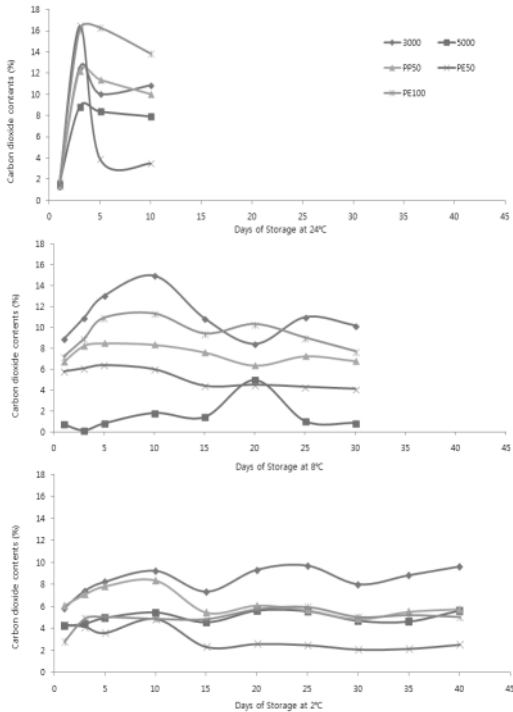 18
16
14
12
10
8
6
4
2
0
Carbon dioxide contents (%)
3000 5000
PP50 PE50
PE100
0 5 10 15 20 25 30 35 40 45
Days of Storage at 24℃
18
16
14
12
10
8
6
4
2
0
Carbon dioxide contents (%)
0 5 10 15 20 25 30 35 40 45
Days of Storage at 8℃
18
16
14
12
10
8
6
4
2
0
Carbon dioxide contents (%)
0 5 10 15 20 25 30 35 40 45
Days of Storage at 2℃